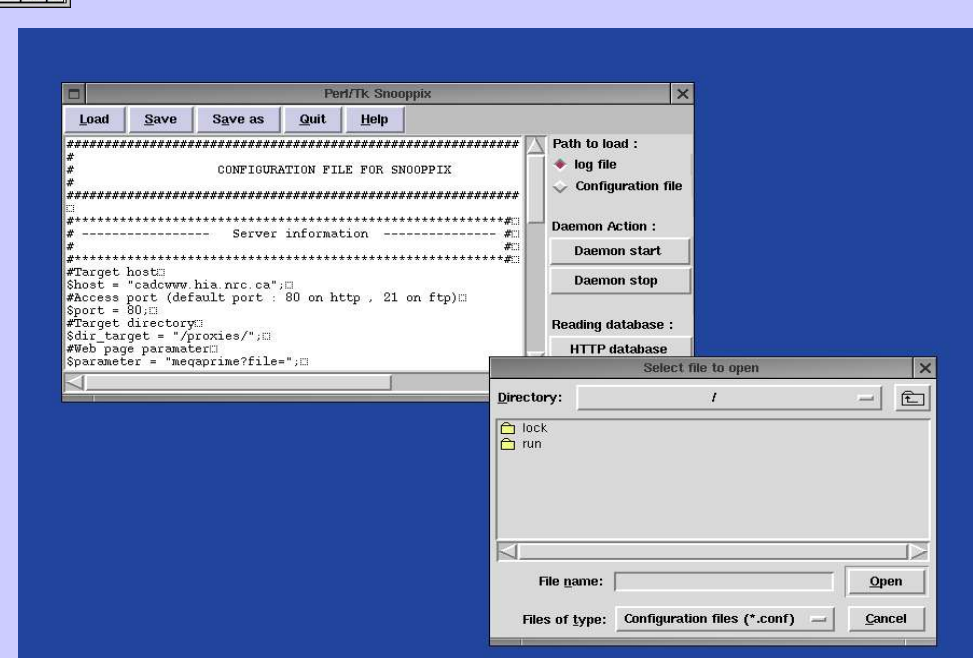 Perl/Tk Snooppix
Load Save Save as Quit Help
############################################################
#
# CONFIGURATION FILE FOR SNOOPPIX
#
############################################################
#**********************************************************#
# ----------------- Server information --------------- #
# #
#**********************************************************#
#Target host
$host = "cadcwww.hia.nrc.ca";
#Access port (default port : 80 on http , 21 on ftp)
$port = 80;
#Target directory
$dir_target = "/proxies/";
#Web page paramater
$parameter = "megaprime?file=";
Path to load :
log file
Configuration file
Daemon Action :
Daemon start
Daemon stop
Reading database :
HTTP database
Select file to open
Directory: /
lock
run
File name: Open
Files of type: Configuration files (*.conf) Cancel